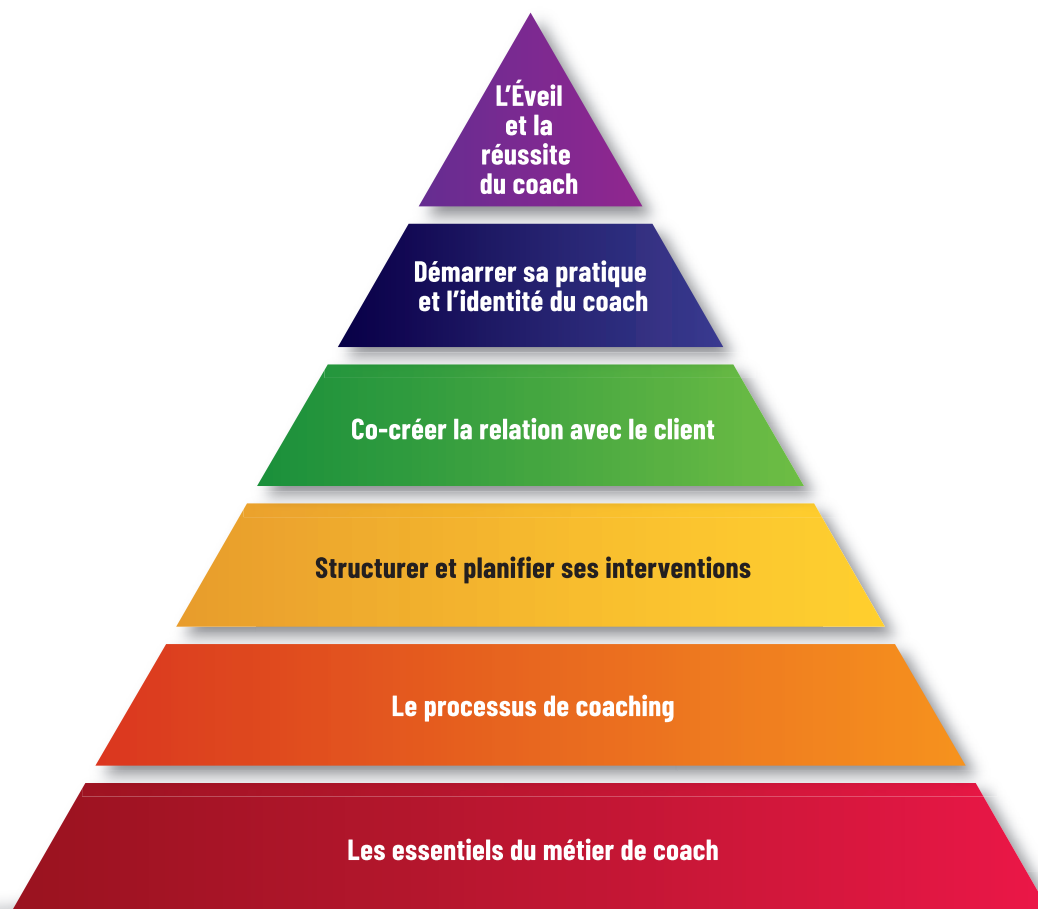 L'Éveil
et la
réussite
du coach
Démarrer sa pratique
et l'identité du coach
Co-créer la relation avec le client
Structurer et planifier ses interventions
Le processus de coaching
Les essentiels du métier de coach